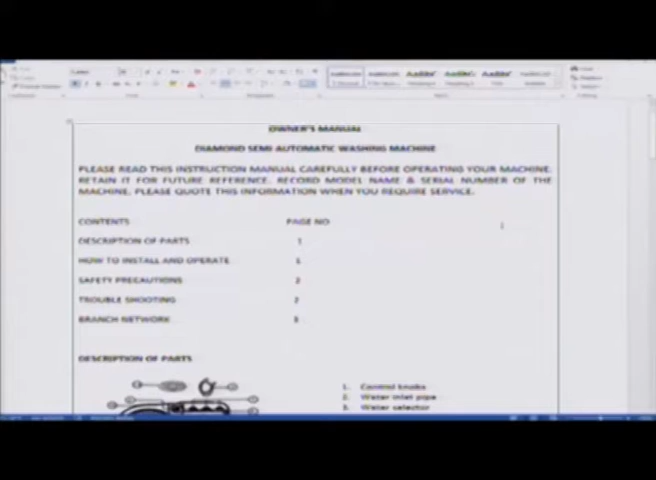 OWNER'S MANUAL
DIAMOND SEMI AUTOMATIC WASHING MACHINE
PLEASE READ THIS INSTRUCTION MANUAL CAREFULLY BEFORE OPERATING YOUR MACHINE.
RETAIN IT FOR FUTURE REFERENCE. RECORD MODEL NAME & SERIAL NUMBER OF THE
MACHINE. PLEASE QUOTE THIS INFORMATION WHEN YOU REQUIRE SERVICE.
CONTENTS PAGE NO
DESCRIPTION OF PARTS 1
HOW TO INSTALL AND OPERATE 1
SAFETY PRECAUTIONS 2
TROUBLE SHOOTING 2
BRANCH NETWORK 3
DESCRIPTION OF PARTS
1. Control knobs
2. Water inlet pipe
3. Water selector